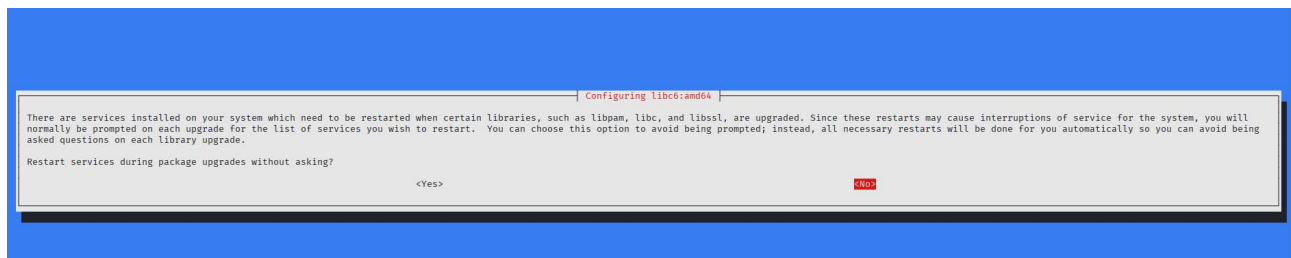 Configuring libc6:amd64
There are services installed on your system which need to be restarted when certain libraries, such as libpam, libc, and libssl, are upgraded. Since these restarts may cause interruptions of service for the system, you will
normally be prompted on each upgrade for the list of services you wish to restart.  You can choose this option to avoid being prompted; instead, all necessary restarts will be done for you automatically so you can avoid being
asked questions on each library upgrade.
Restart services during package upgrades without asking?
<Yes> <No>